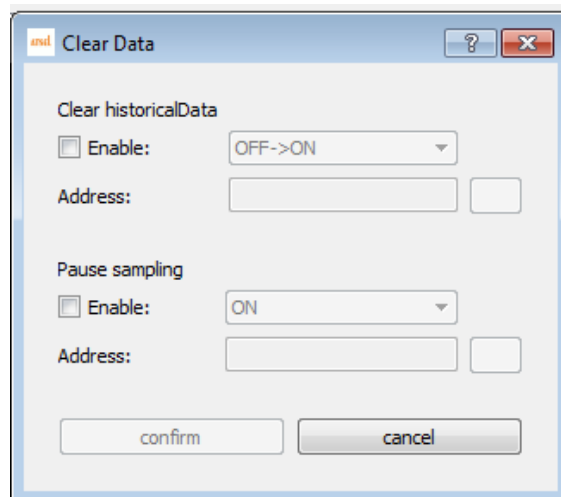 Clear Data
?
Clear historicalData
Enable:
OFF->ON
Address:
Pause sampling
Enable:
ON
Address:
confirm
cancel